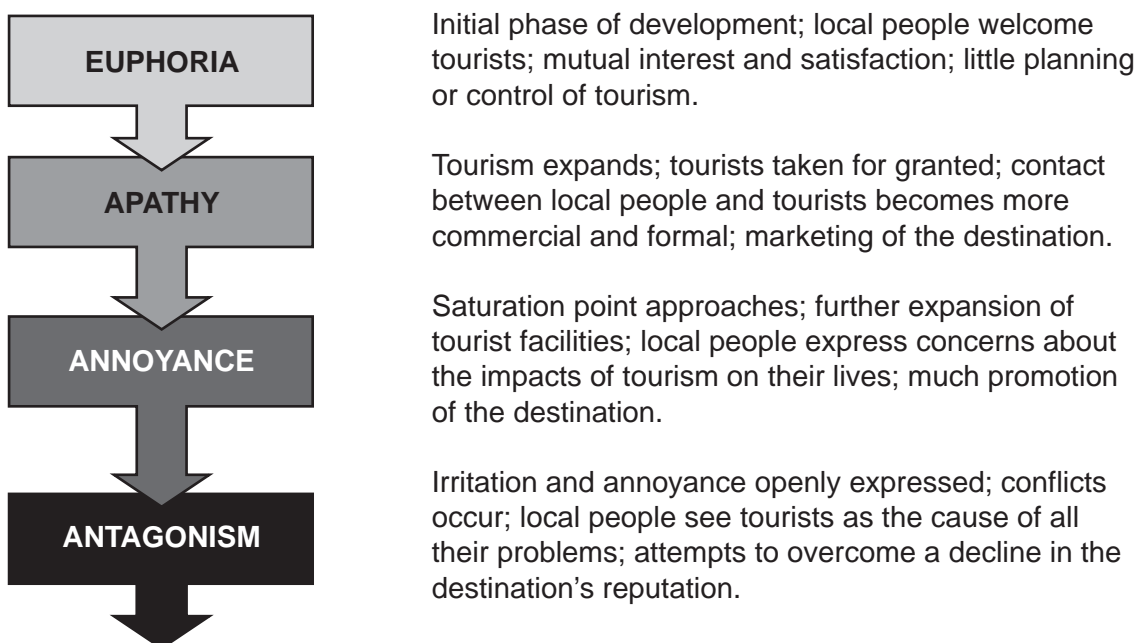 EUPHORIA
Initial phase of development; local people welcome
tourists; mutual interest and satisfaction; little planning
or control of tourism.
APATHY
Tourism expands; tourists taken for granted; contact
between local people and tourists becomes more
commercial and formal; marketing of the destination.
ANNOYANCE
Saturation point approaches; further expansion of
tourist facilities; local people express concerns about
the impacts of tourism on their lives; much promotion
of the destination.
ANTAGONISM
Irritation and annoyance openly expressed; conflicts
occur; local people see tourists as the cause of all
their problems; attempts to overcome a decline in the
destination’s reputation.